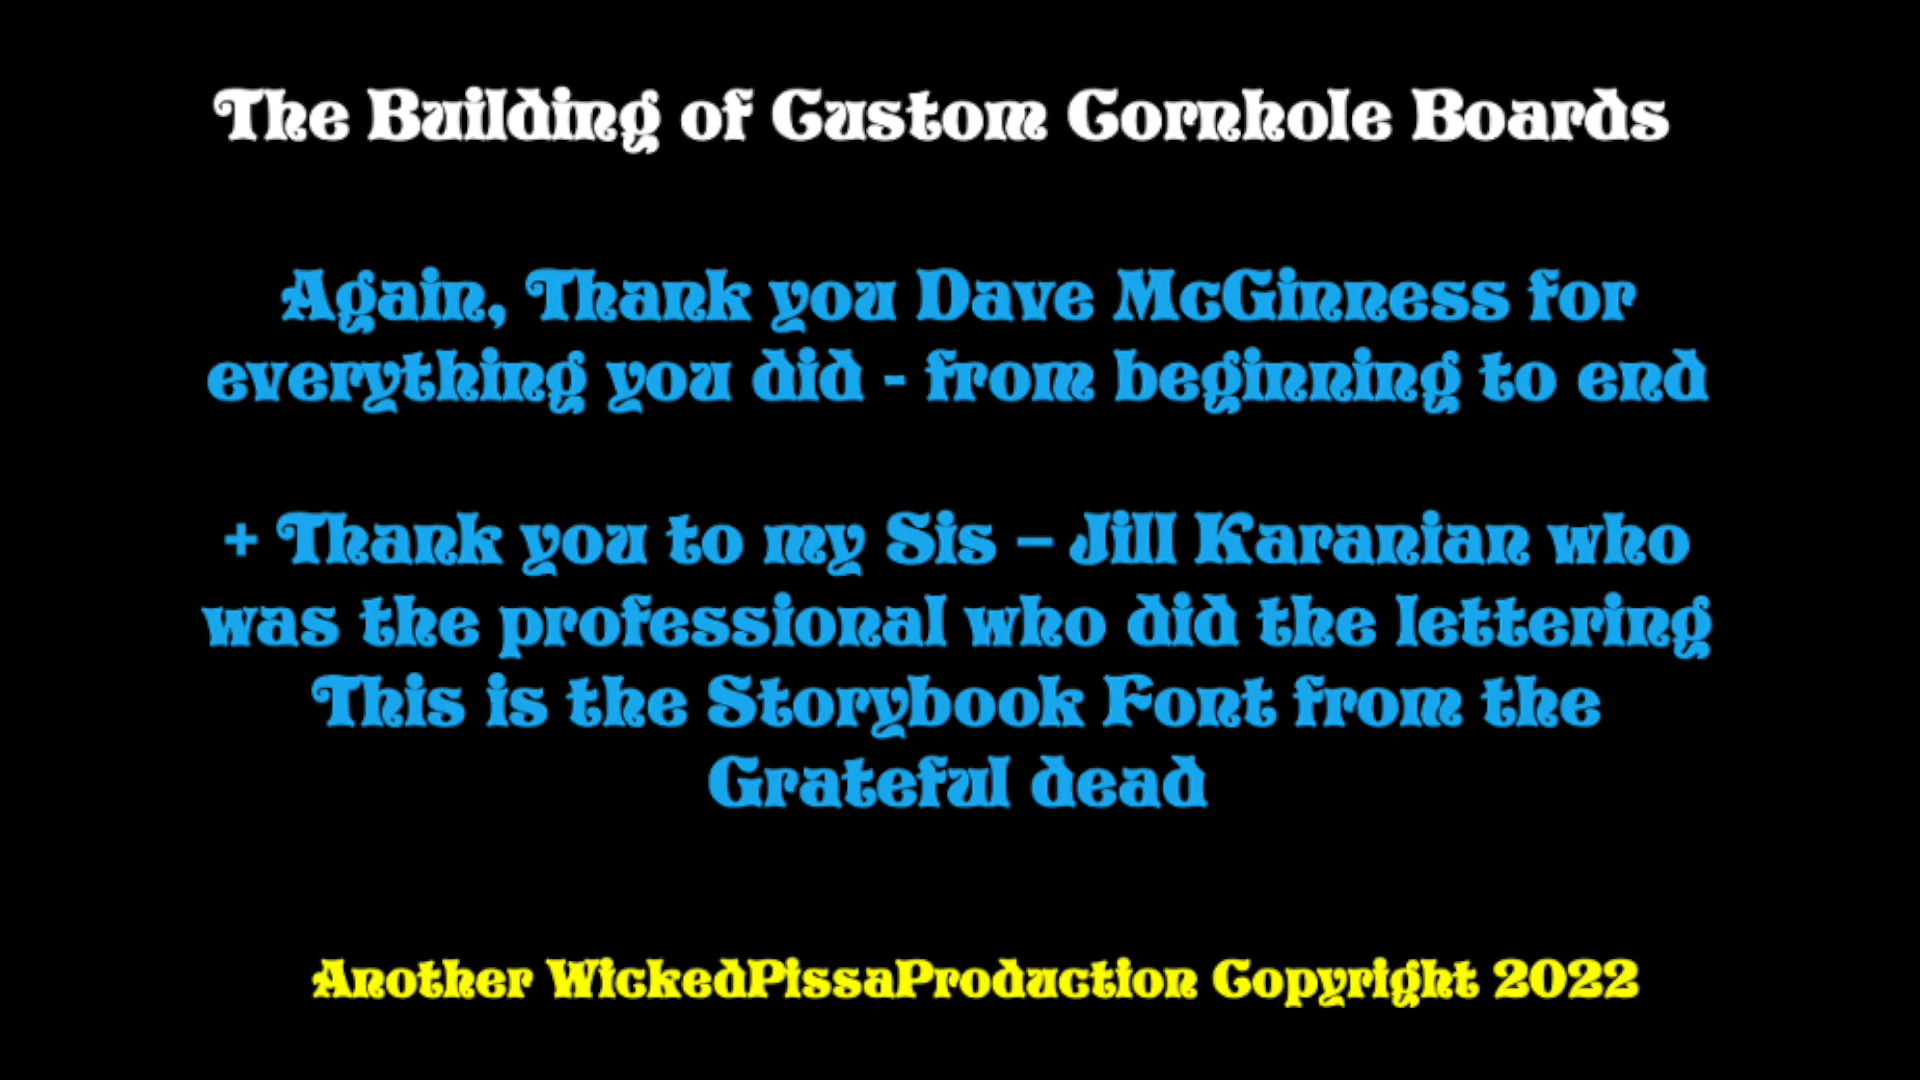 The Building of Custom Cornhole Boards
Again, Thank you Dave McGinness for
everything you did - from beginning to end
+ Thank you to my Sis – Jill Karanian who
was the professional who did the lettering
This is the Storybook Font from the
Grateful dead
Another WickedPissaProduction Copyright 2022